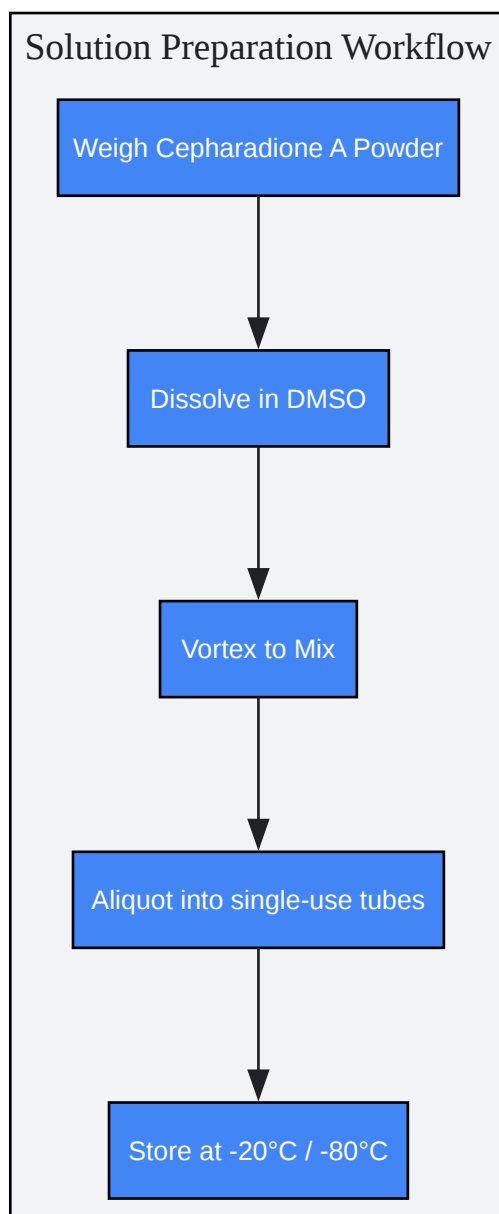 Solution Preparation Workflow
Weigh Cepharadione A Powder
Dissolve in DMSO
Vortex to Mix
Aliquot into single-use tubes
Store at -20°C / -80°C